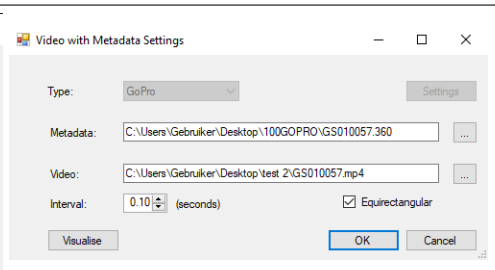 Video with Metadata Settings
Type: GoPro Settings
Metadata: C:\Users\Gebruiker\Desktop\100GOPRO\GS010057.360 ...
Video: C:\Users\Gebruiker\Desktop\test 2\GS010057.mp4 ...
Interval: 0.10 (seconds) Equirectangular
Visualise OK Cancel